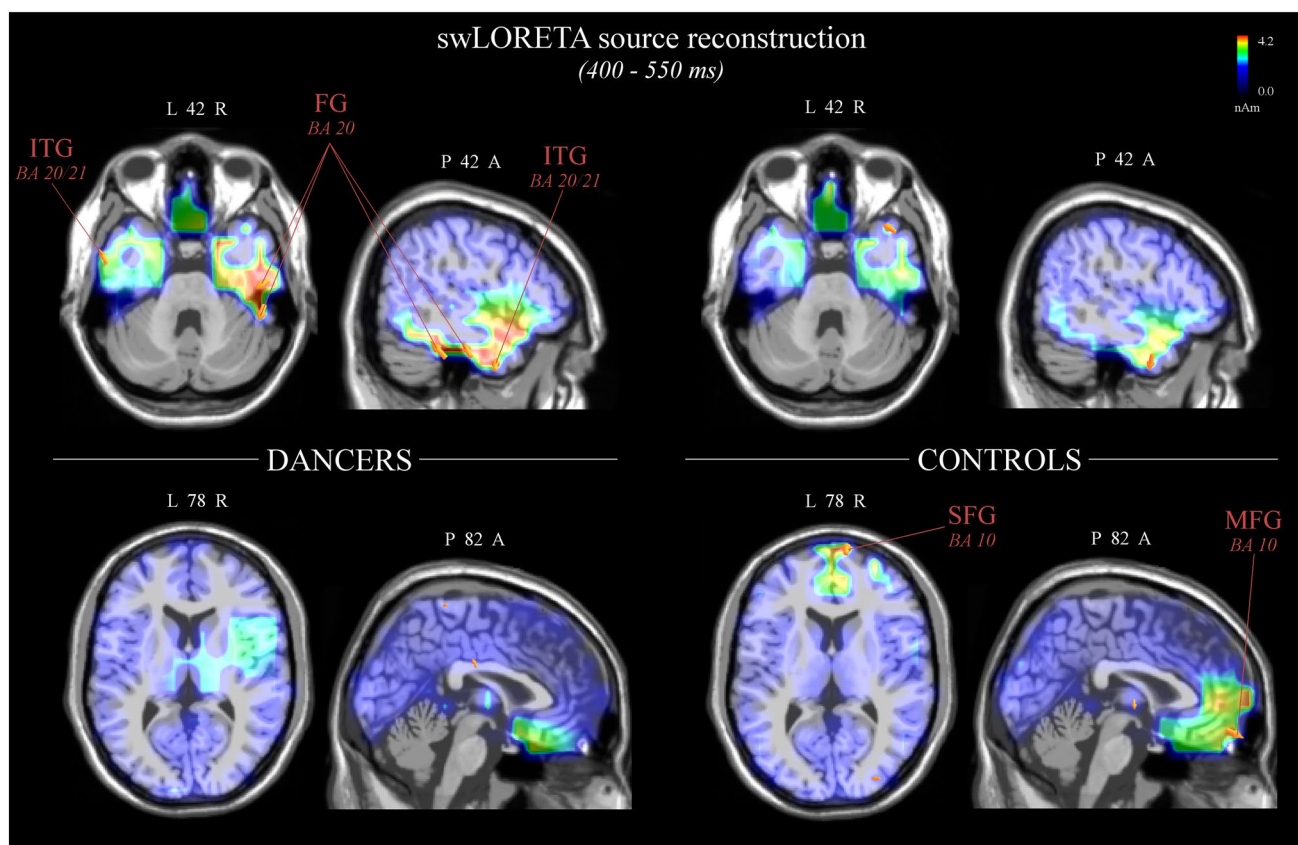 swLORETA source reconstruction
(400 - 550 ms)
4.2
0.0
nAm
L 42 R
FG
BA 20
ITG
BA 20/21
P 42 A
ITG
BA 20/21
L 42 R
P 42 A
DANCERS
CONTROLS
L 78 R
P 82 A
L 78 R
SFG
BA 10
P 82 A
MFG
BA 10